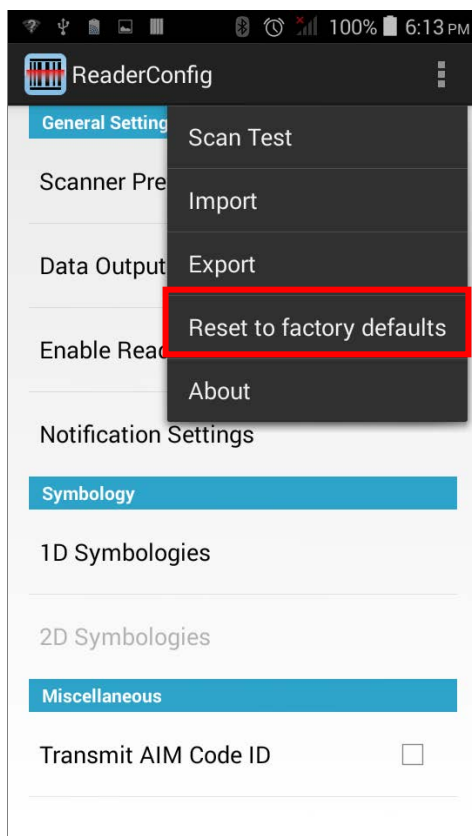 100% 6:13 PM
ReaderConfig
General Setting
Scan Test
Scanner Pre
Import
Data Output
Export
Reset to factory defaults
Enable Read
About
Notification Settings
Symbology
1D Symbologies
2D Symbologies
Miscellaneous
Transmit AIM Code ID